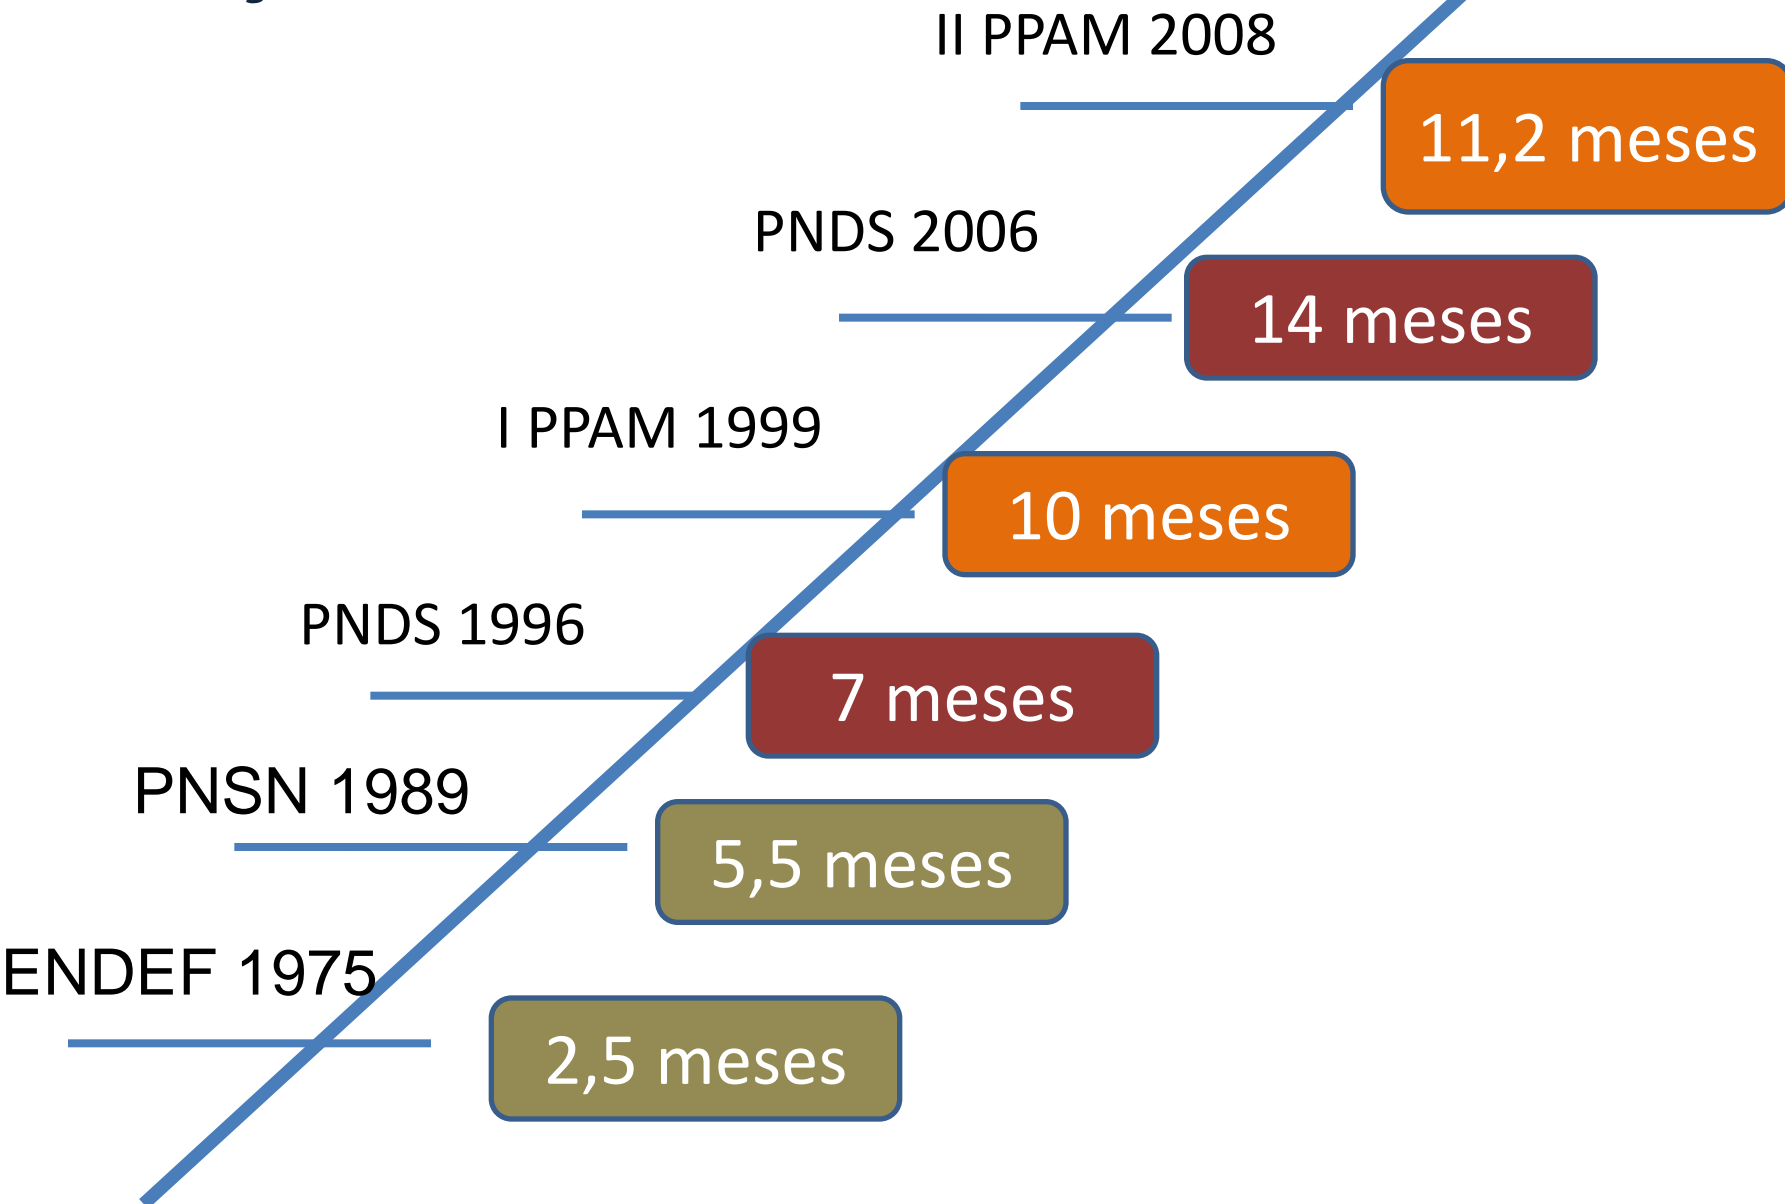 II PPAM 2008
11,2 meses
PNDS 2006
14 meses
I PPAM 1999
10 meses
PNDS 1996
7 meses
PNSN 1989
5,5 meses
ENDEF 1975
2,5 meses